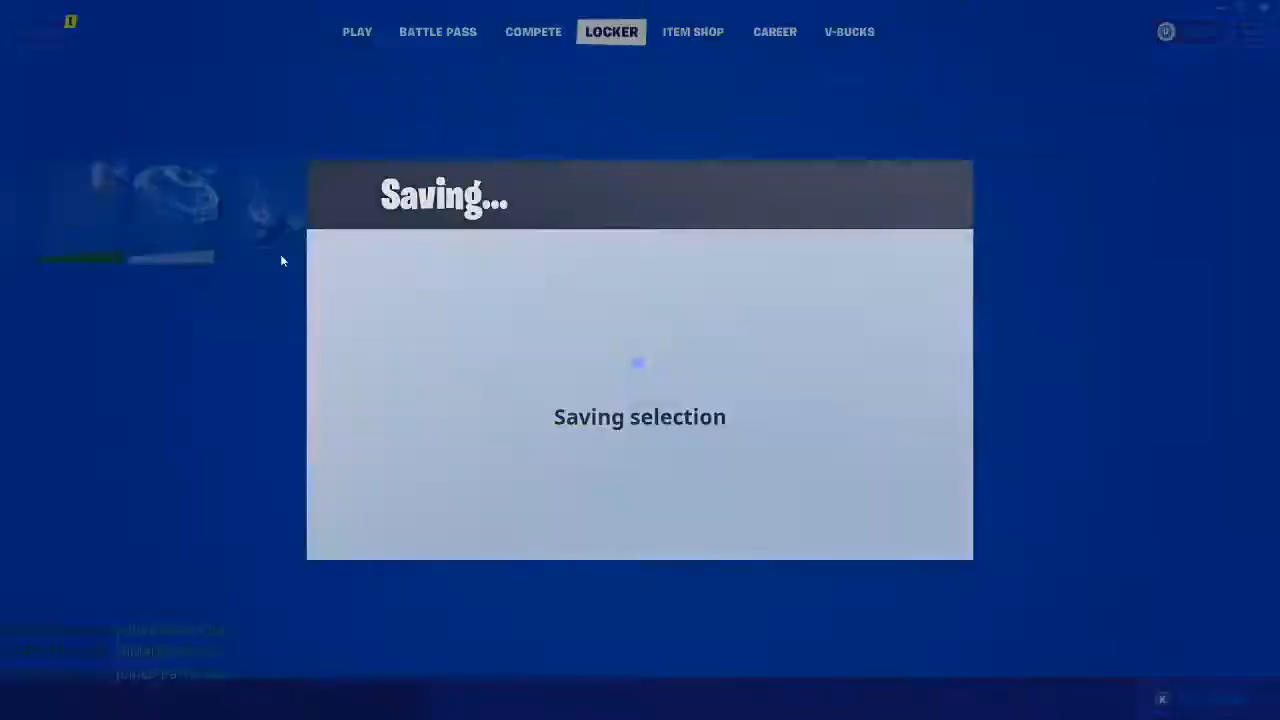 PLAY BATTLE PASS COMPETE LOCKER ITEM SHOP CAREER V-BUCKS
Saving...
Saving selection
K